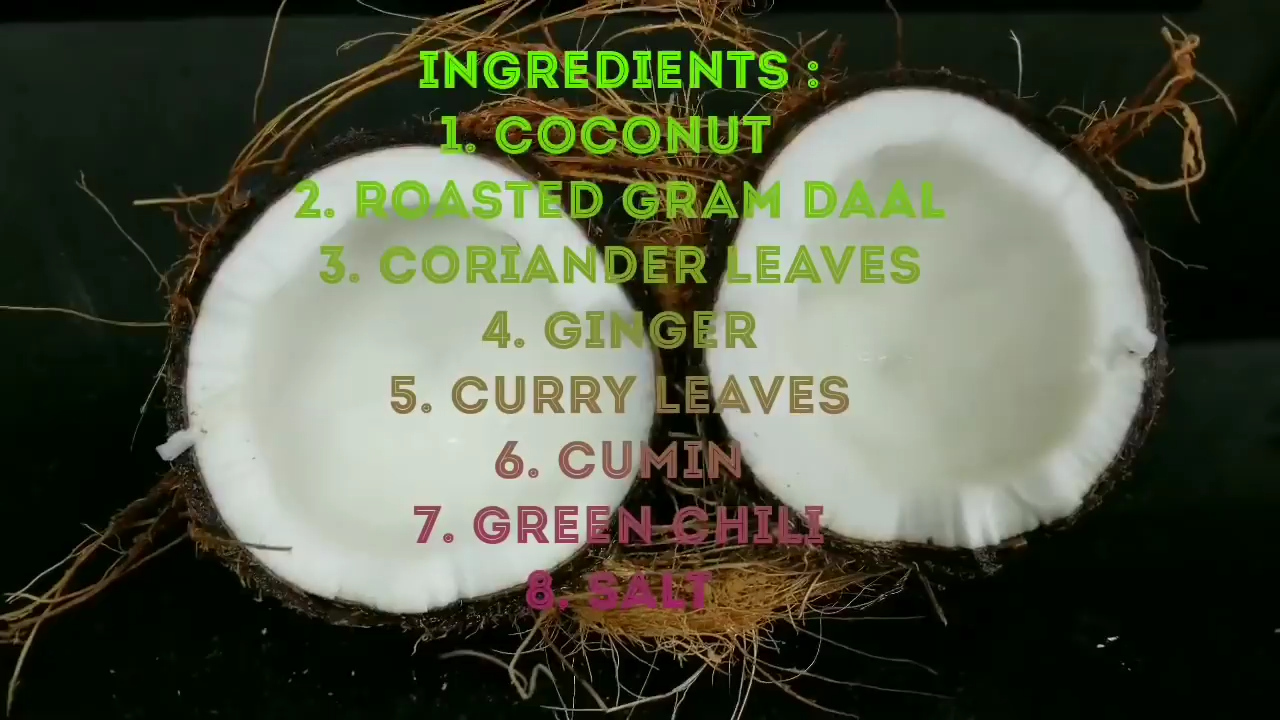 INGREDIENTS :
1. COCONUT
2. ROASTED GRAM DAAL
3. CORIANDER LEAVES
4. GINGER
5. CURRY LEAVES
6. CUMIN
7. GREEN CHILI
8. SALT